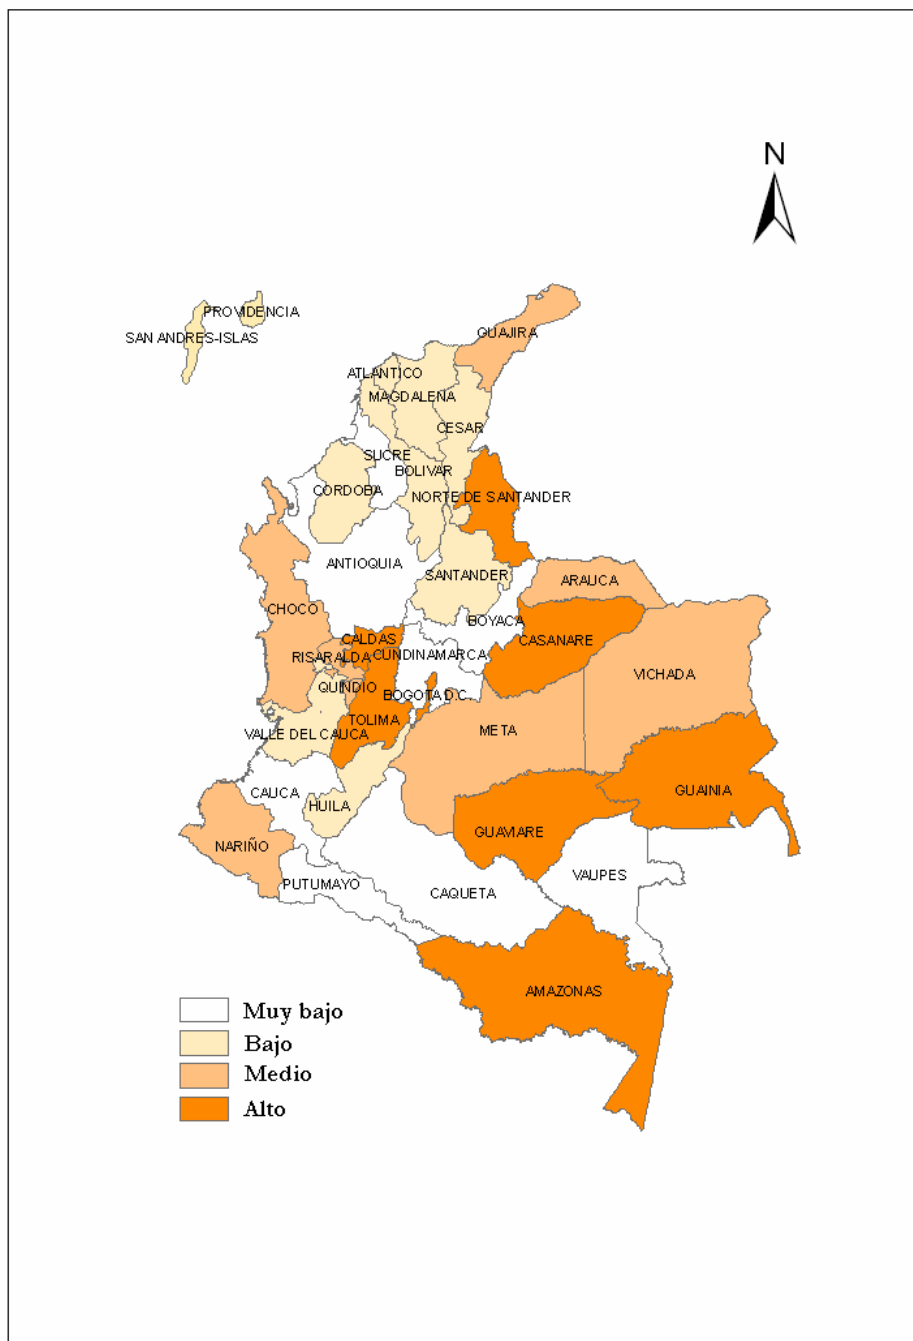 N
PROVIDENCIA
SAN ANDRES-ISLAS
GUAJIRA
ATLANTICO
MAGDALENA
CESAR
SUCRE
BOLIVAR
CORDOBA
NORTE DE SANTANDER
ANTIOQUIA
SANTANDER
ARAUCA
CHOCO
BOYACA
CALDAS
CASANARE
RISARALDA
CUNDINAMARCA
VICHADA
QUINDIO
BOGOTA D.C.
TOLIMA
META
VALLE DEL CAUCA
GUAINIA
CAUCA
HUILA
GUAVIARE
NARIÑO
VAUPES
PUTUMAYO
CAQUETA
AMAZONAS
Muy bajo
Bajo
Medio
Alto